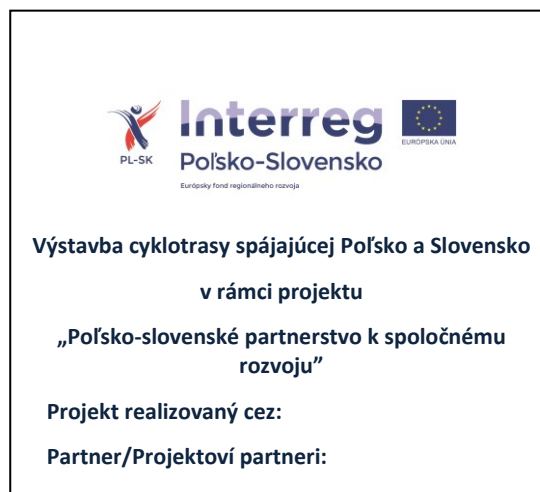 PL-SK
Interreg
EURÓPSKA ÚNIA
Poľsko-Slovensko
Európsky fond regionálneho rozvoja
Výstavba cyklotrasy spájajúcej Poľsko a Slovensko
v rámci projektu
„Poľsko-slovenské partnerstvo k spoločnému
rozvoju”
Projekt realizovaný cez:
Partner/Projektoví partneri: